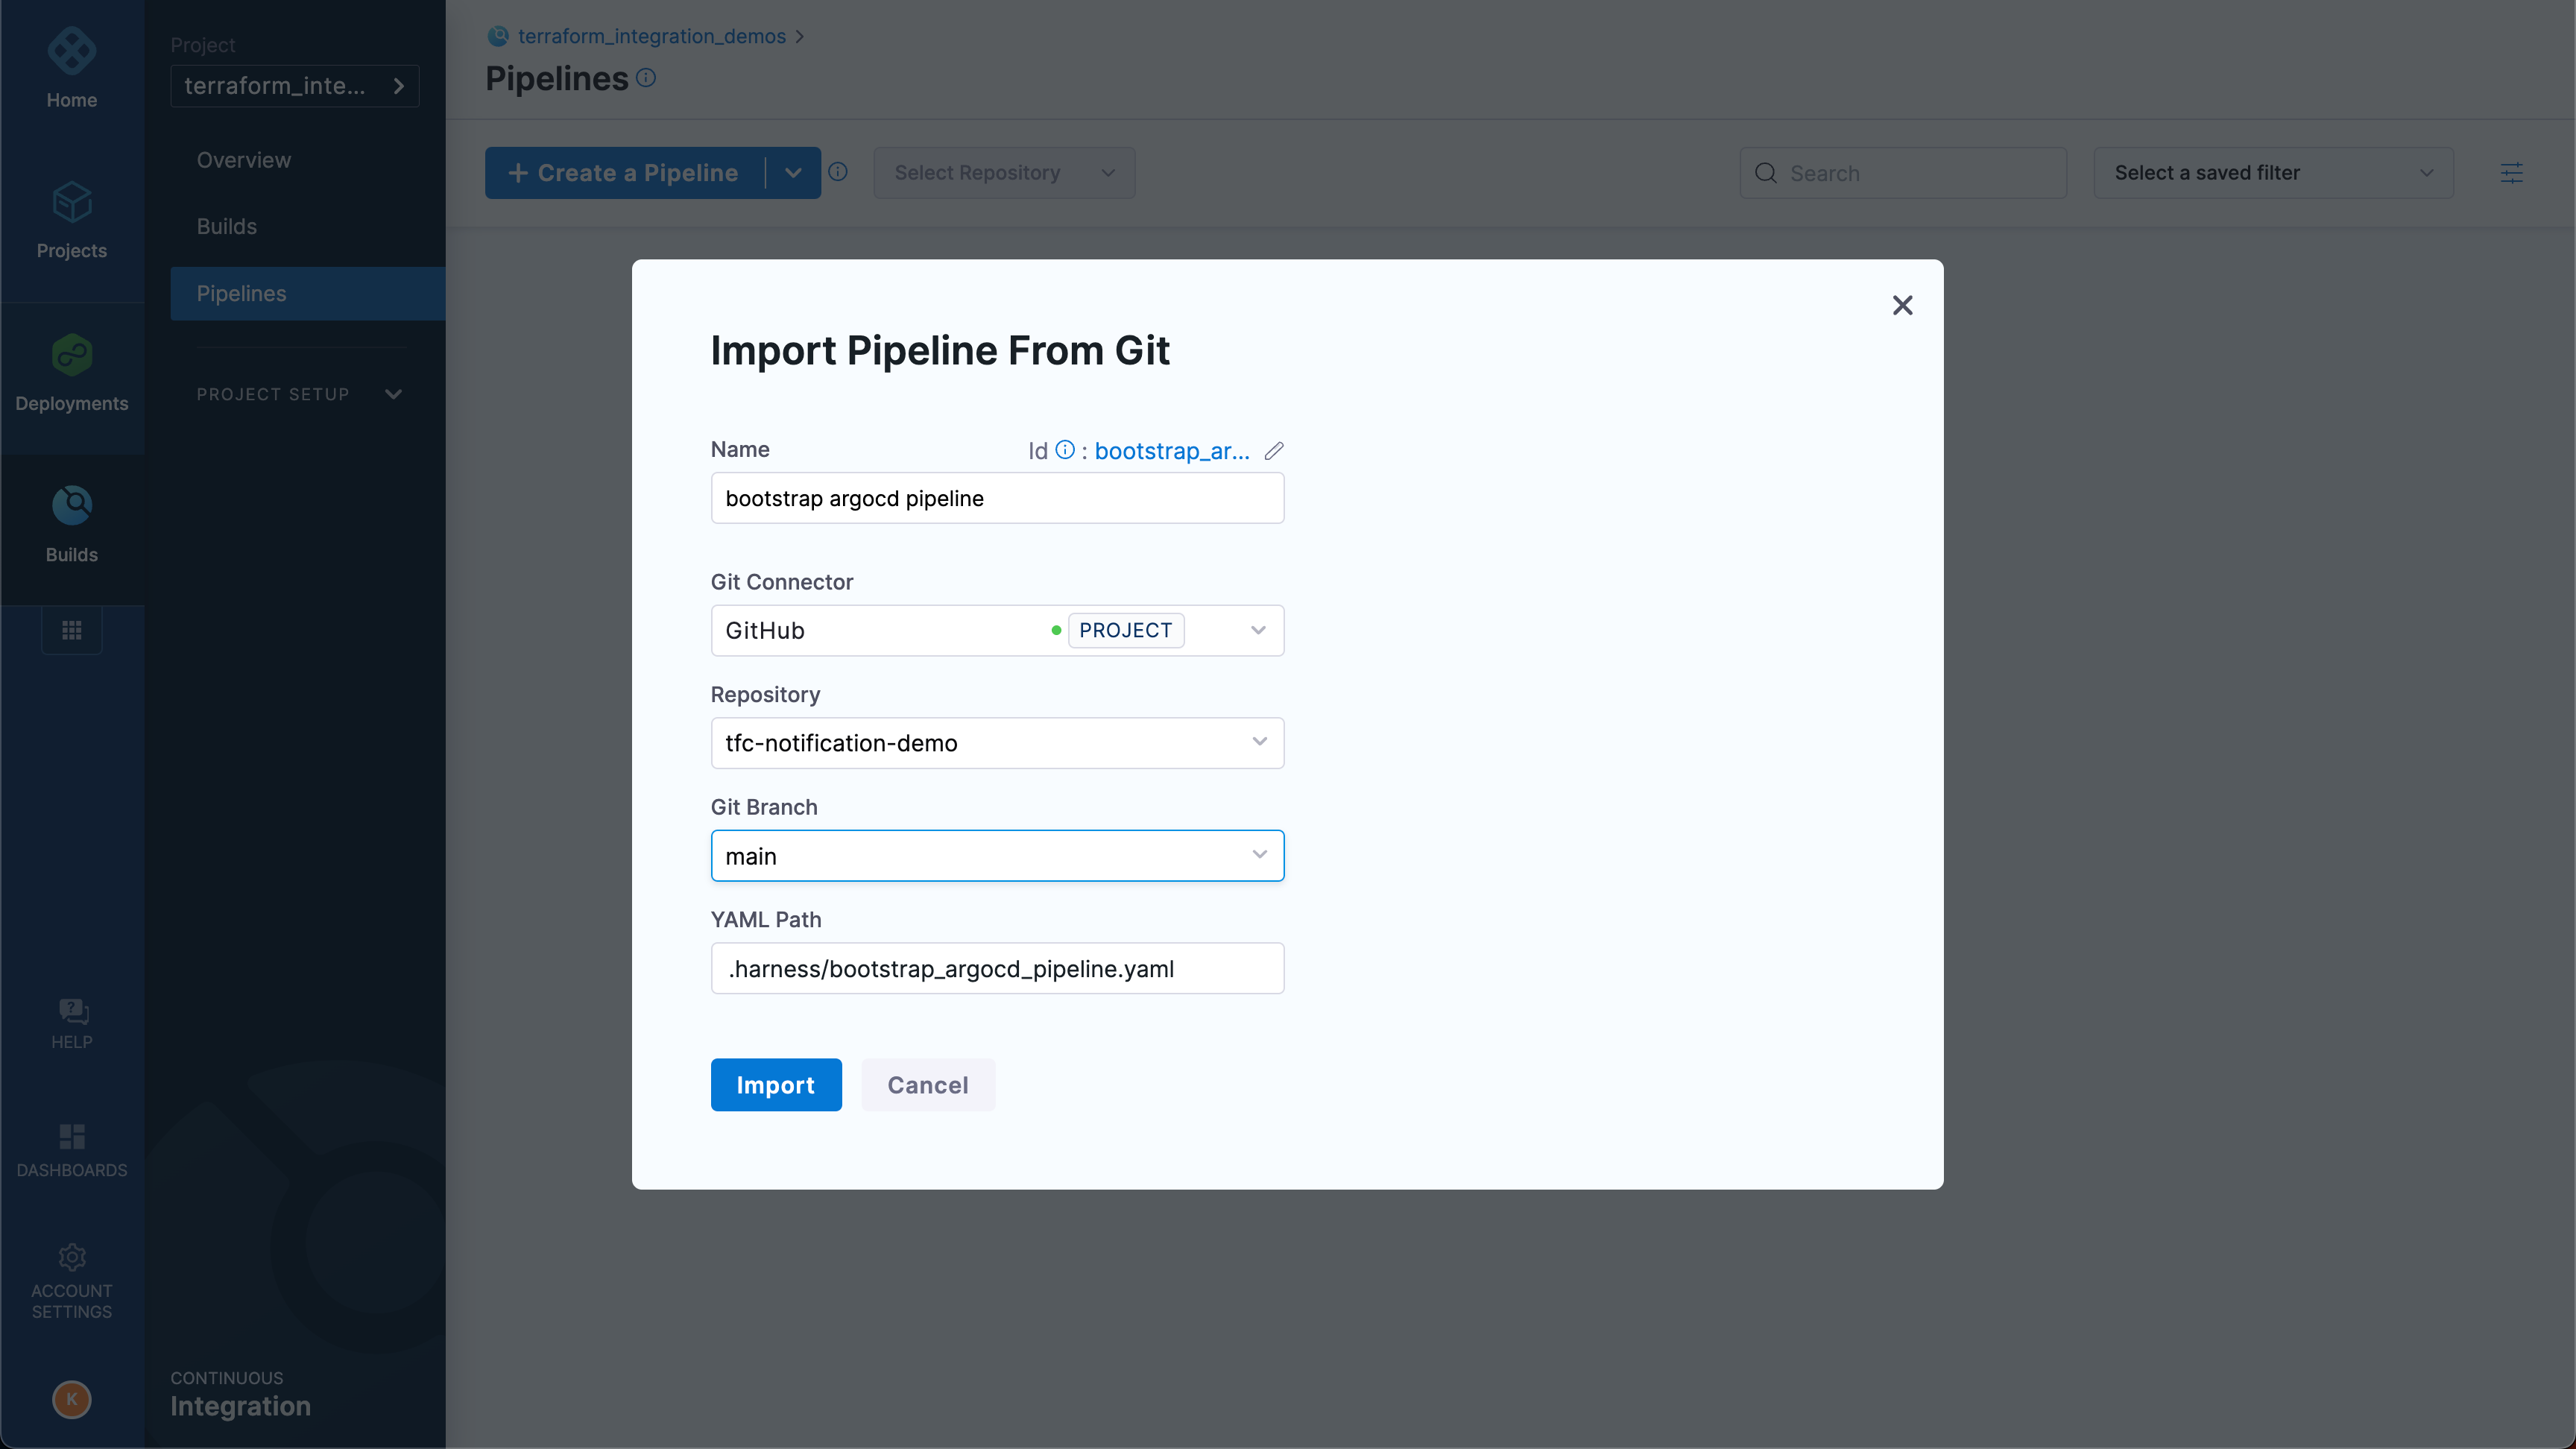 Home
Projects
Deployments
Builds
HELP
DASHBOARDS
ACCOUNT
SETTINGS
K
Project
terraform_inte...
Overview
Builds
Pipelines
PROJECT SETUP
CONTINUOUS
Integration
terraform_integration_demos
Pipelines
+ Create a Pipeline
Select Repository
Search
Select a saved filter
Import Pipeline From Git
Name
Id : bootstrap_ar...
bootstrap argocd pipeline
Git Connector
GitHub PROJECT
Repository
tfc-notification-demo
Git Branch
main
YAML Path
.harness/bootstrap_argocd_pipeline.yaml
Import Cancel